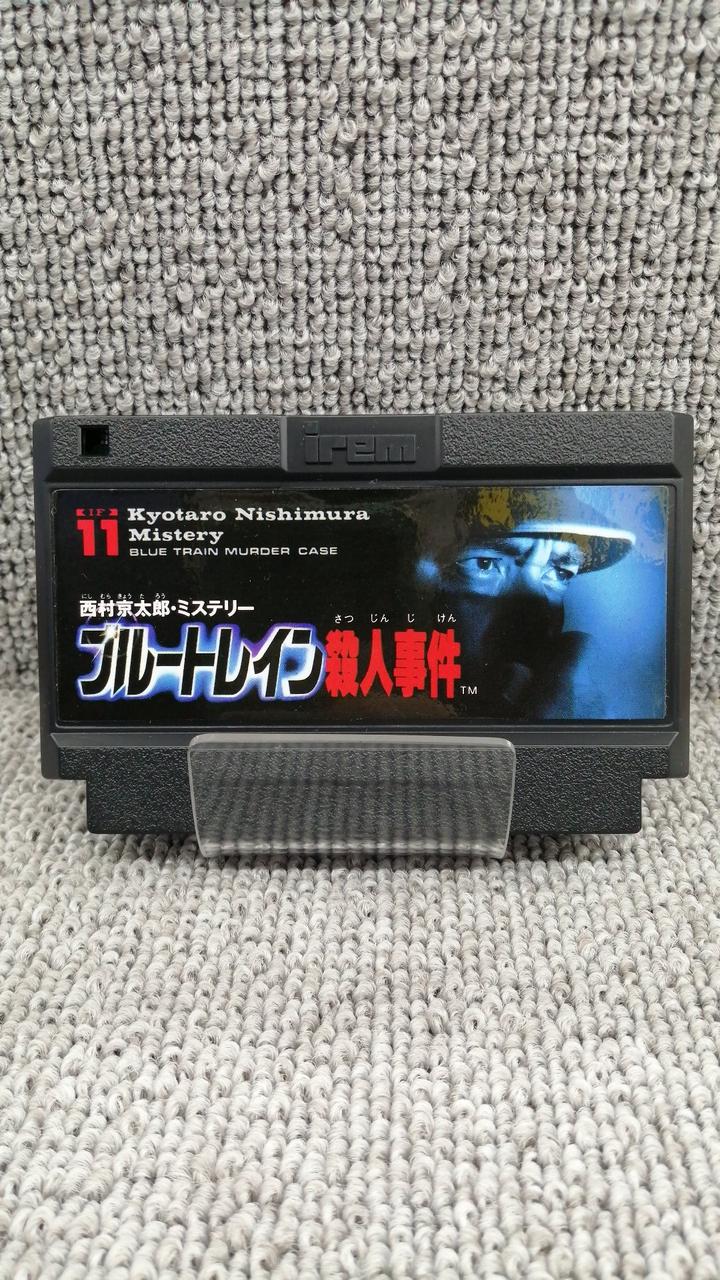 irem
IF
11
Kyotaro Nishimura
Mistery
BLUE TRAIN MURDER CASE
にし むら きょう た ろう
西村京太郎・ミステリー
さつ じん じ けん
ブルートレイン殺人事件TM